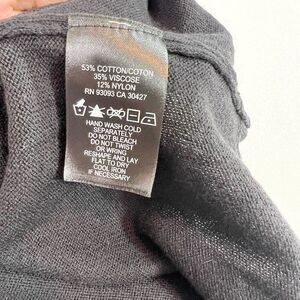 53% COTTON/COTON
35% VISCOSE
12% NYLON
RN 93093 CA 30427
HAND WASH COLD
SEPARATELY
DO NOT BLEACH
DO NOT TWIST
OR WRING
RESHAPE AND LAY
FLAT TO DRY
COOL IRON
IF NECESSARY